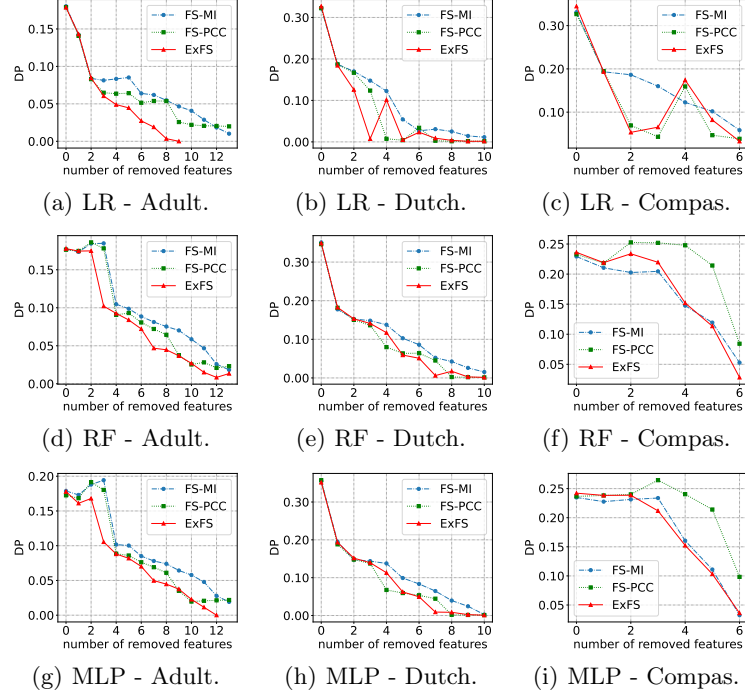 DP
0.15
0.10
0.05
0.00
FS-MI
FS-PCC
ExFS
0 2 4 6 8 10 12
number of removed features
(a) LR - Adult.
DP
0.30
0.20
0.10
0.00
FS-MI
FS-PCC
ExFS
0 2 4 6 8 10
number of removed features
(b) LR - Dutch.
DP
0.30
0.20
0.10
FS-MI
FS-PCC
ExFS
0 2 4 6
number of removed features
(c) LR - Compas.
DP
0.15
0.10
0.05
0.00
FS-MI
FS-PCC
ExFS
0 2 4 6 8 10 12
number of removed features
(d) RF - Adult.
DP
0.30
0.20
0.10
0.00
FS-MI
FS-PCC
ExFS
0 2 4 6 8 10
number of removed features
(e) RF - Dutch.
DP
0.25
0.20
0.15
0.10
0.05
FS-MI
FS-PCC
ExFS
0 2 4 6
number of removed features
(f) RF - Compas.
DP
0.20
0.15
0.10
0.05
0.00
FS-MI
FS-PCC
ExFS
0 2 4 6 8 10 12
number of removed features
(g) MLP - Adult.
DP
0.30
0.20
0.10
0.00
FS-MI
FS-PCC
ExFS
0 2 4 6 8 10
number of removed features
(h) MLP - Dutch.
DP
0.25
0.20
0.15
0.10
0.05
FS-MI
FS-PCC
ExFS
0 2 4 6
number of removed features
(i) MLP - Compas.